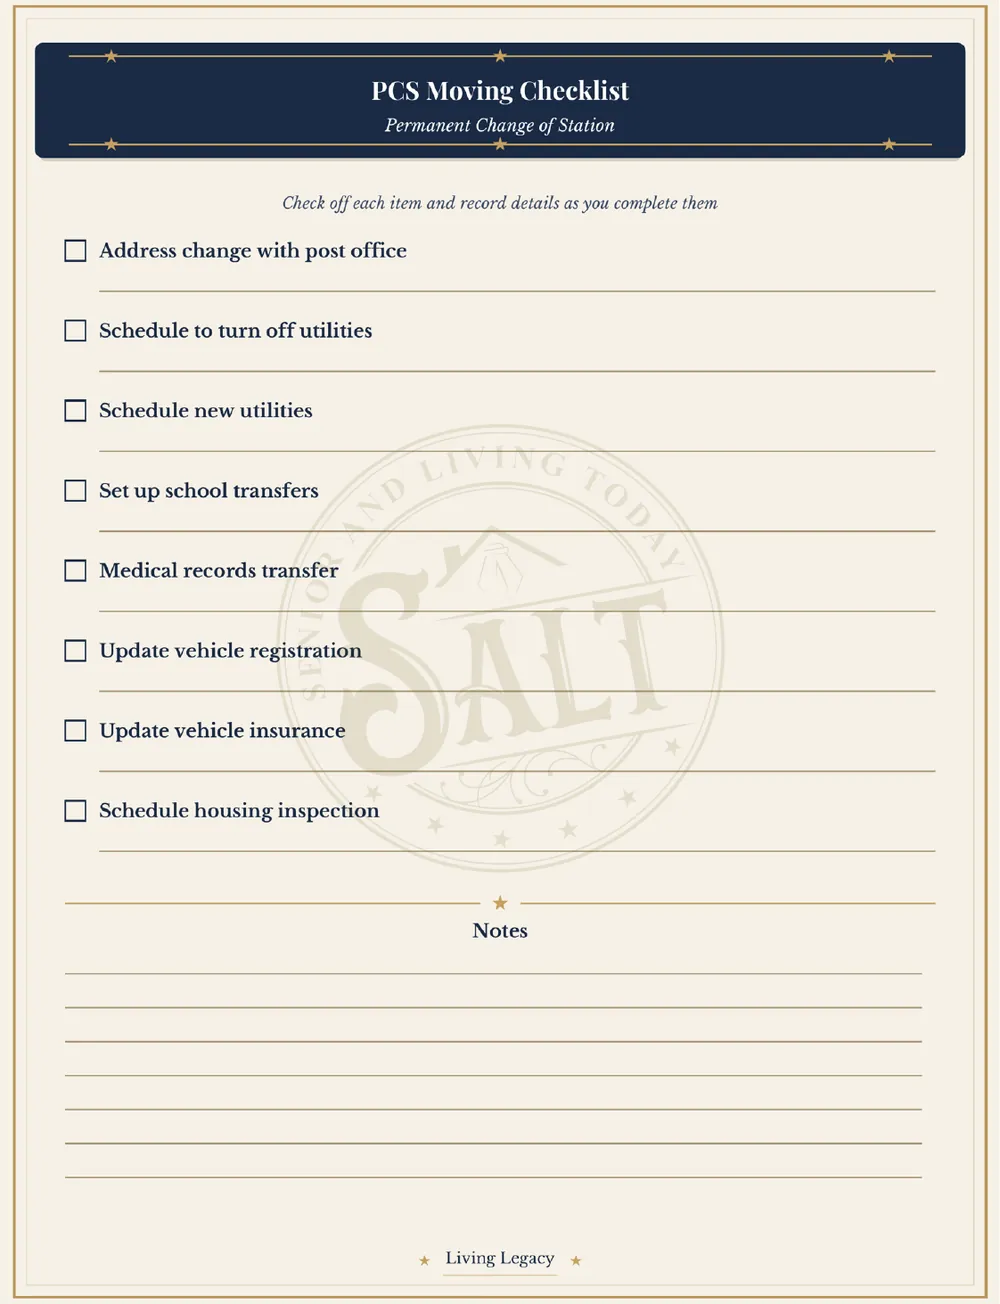 PCS Moving Checklist
Permanent Change of Station
Check off each item and record details as you complete them
Address change with post office
Schedule to turn off utilities
Schedule new utilities
SENIOR AND LIVING TODAY
Set up school transfers
Medical records transfer
SALT
Update vehicle registration
Update vehicle insurance
Schedule housing inspection
Notes
Living Legacy